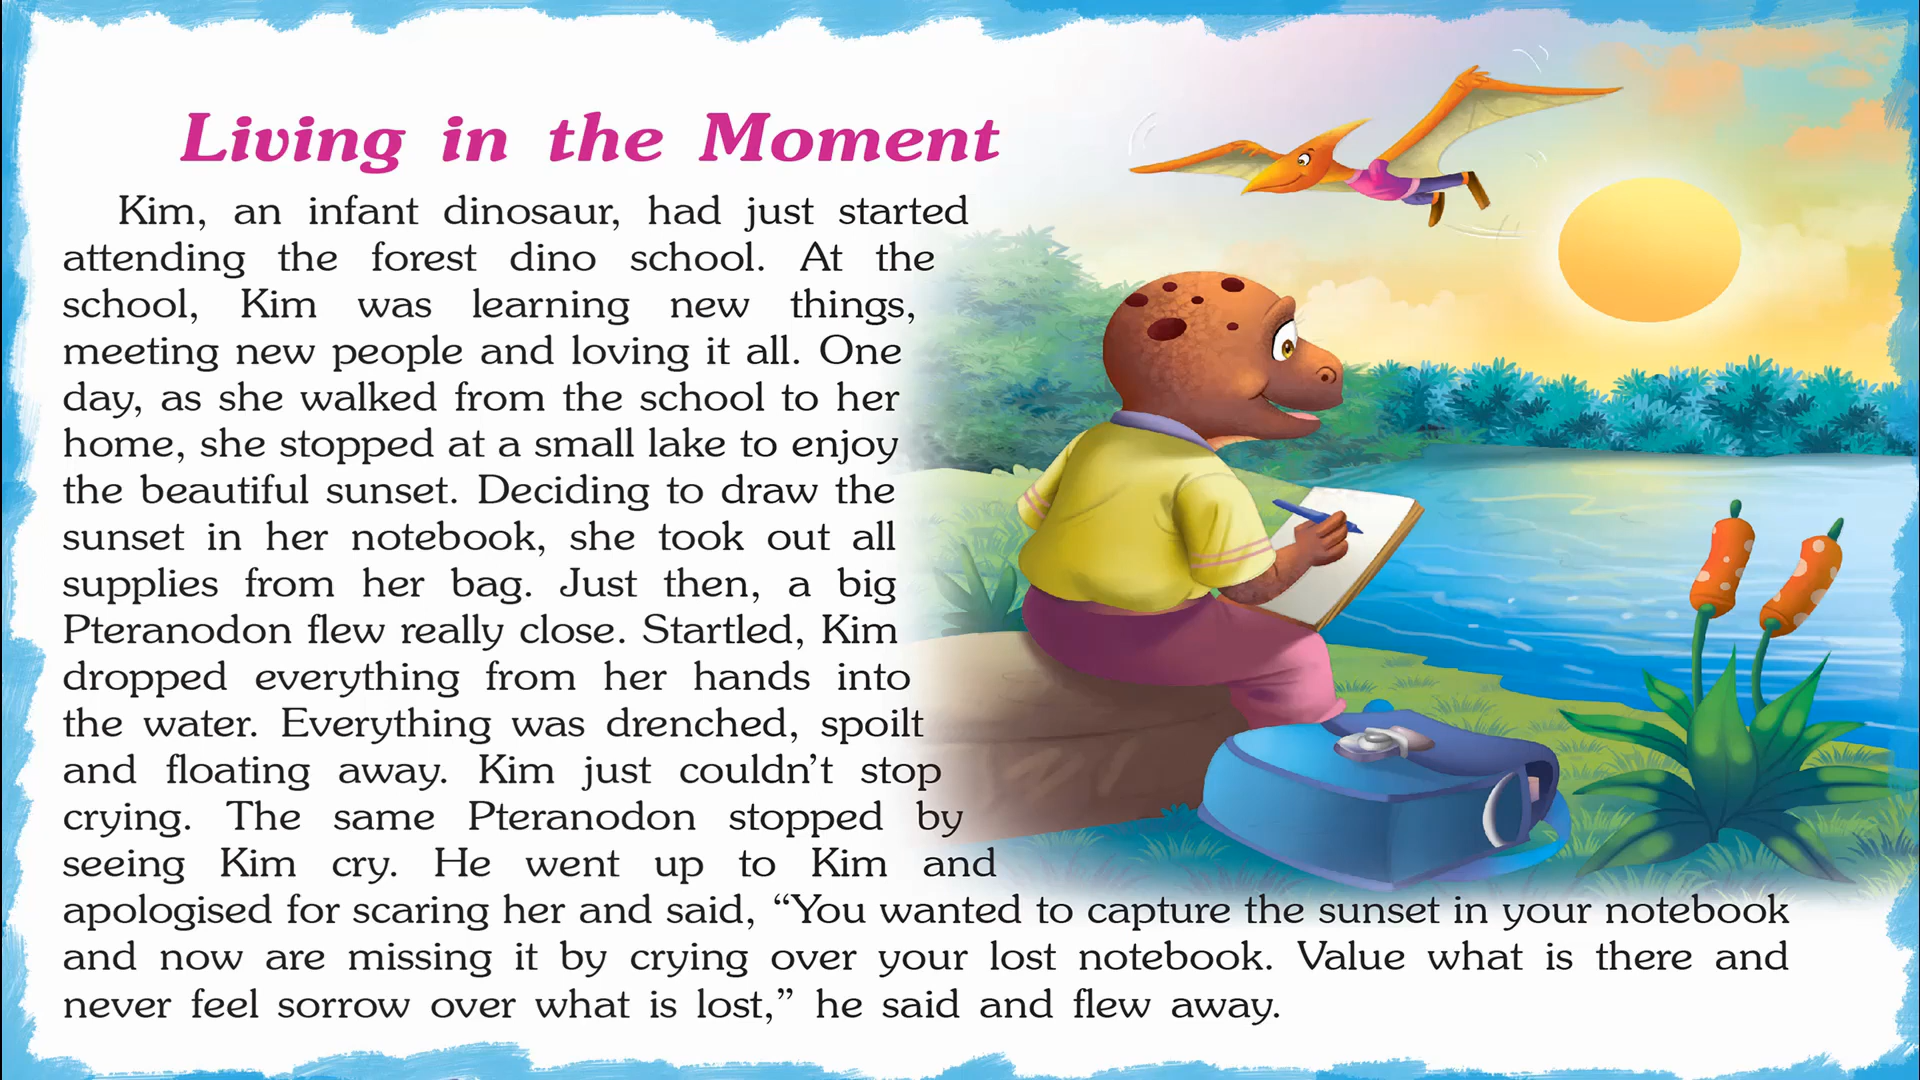 Living in the Moment
Kim, an infant dinosaur, had just started
attending the forest dino school. At the
school, Kim was learning new things,
meeting new people and loving it all. One
day, as she walked from the school to her
home, she stopped at a small lake to enjoy
the beautiful sunset. Deciding to draw the
sunset in her notebook, she took out all
supplies from her bag. Just then, a big
Pteranodon flew really close. Startled, Kim
dropped everything from her hands into
the water. Everything was drenched, spoilt
and floating away. Kim just couldn’t stop
crying. The same Pteranodon stopped by
seeing Kim cry. He went up to Kim and
apologised for scaring her and said, “You wanted to capture the sunset in your notebook
and now are missing it by crying over your lost notebook. Value what is there and
never feel sorrow over what is lost,” he said and flew away.